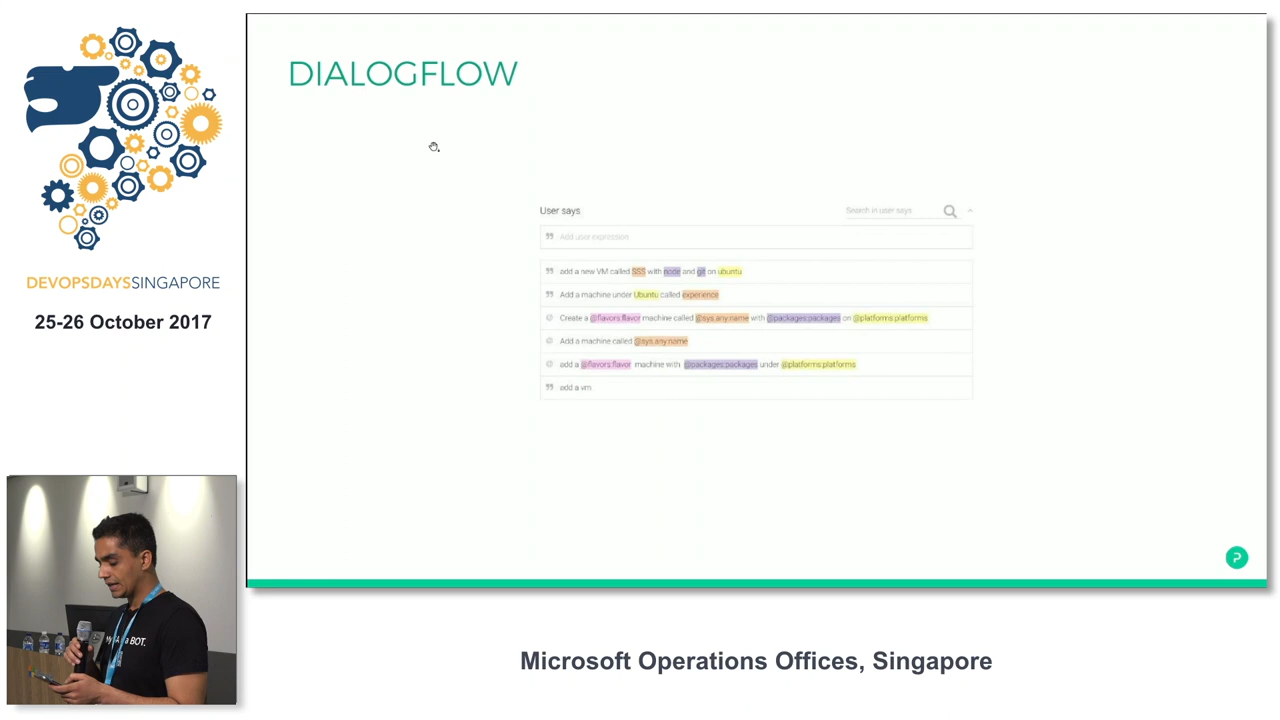 DEVOPSDAYSSINGAPORE
25-26 October 2017
DIALOGFLOW
User says
Search in user says
Add user expression
add a new VM called SSS with node and git on ubuntu
Add a machine under Ubuntu called experience
Create a @flavors:flavor machine called @sys.any:name with @packages:packages on @platforms:platforms
Add a machine called @sys.any:name
add a @flavors:flavor machine with @packages:packages under @platforms:platforms
add a vm
a BOT.
Microsoft Operations Offices, Singapore